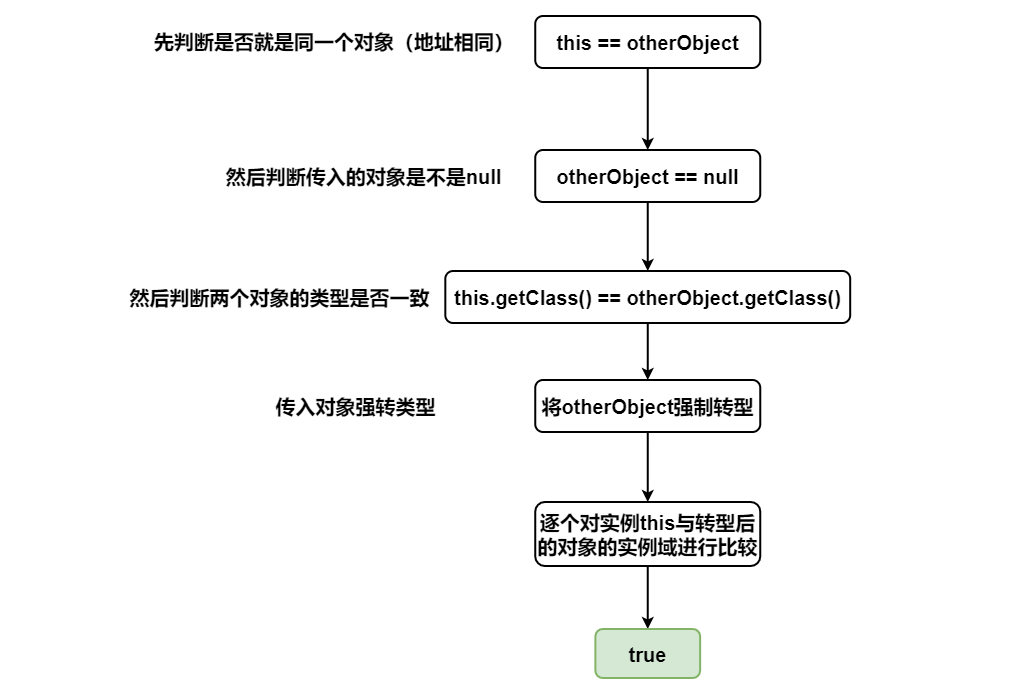 先判断是否就是同一个对象（地址相同）
this == otherObject
然后判断传入的对象是不是null
otherObject == null
然后判断两个对象的类型是否一致
this.getClass() == otherObject.getClass()
传入对象强转类型
将otherObject强制转型
逐个对实例this与转型后
的对象的实例域进行比较
true